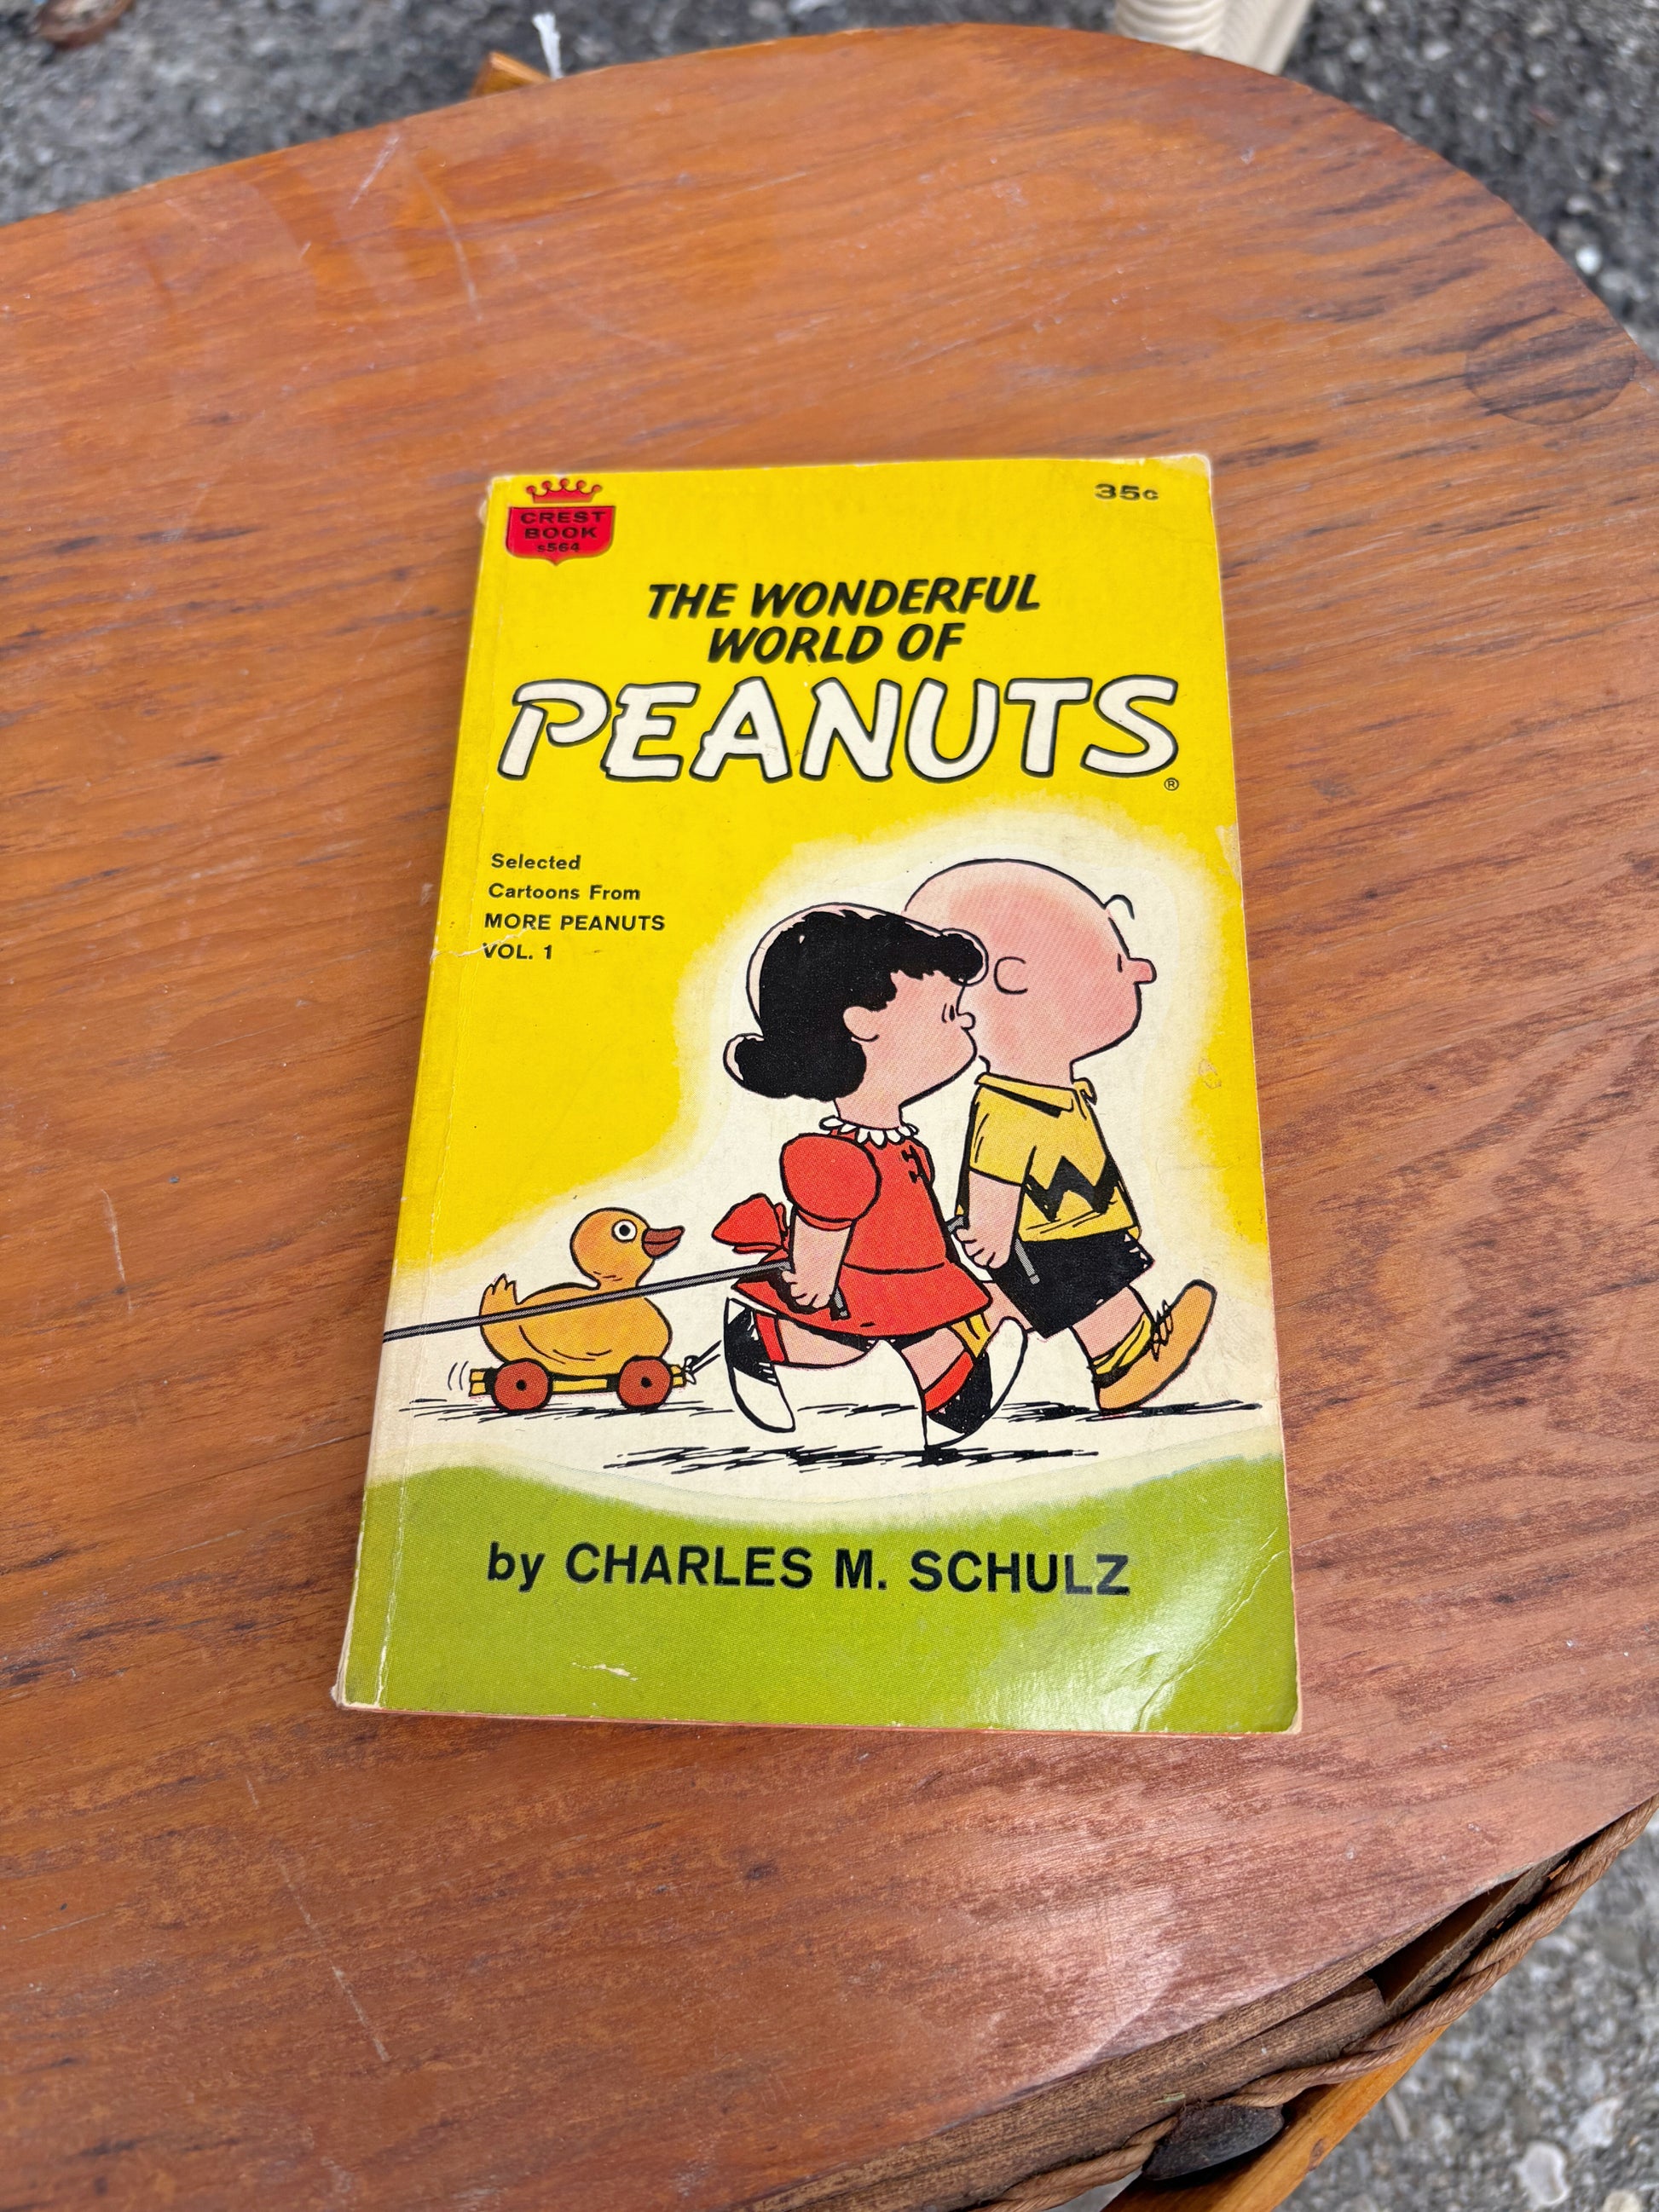 CREST
BOOK
s564
35¢
THE WONDERFUL
WORLD OF
PEANUTS
®
Selected
Cartoons From
MORE PEANUTS
VOL. 1
by CHARLES M. SCHULZ